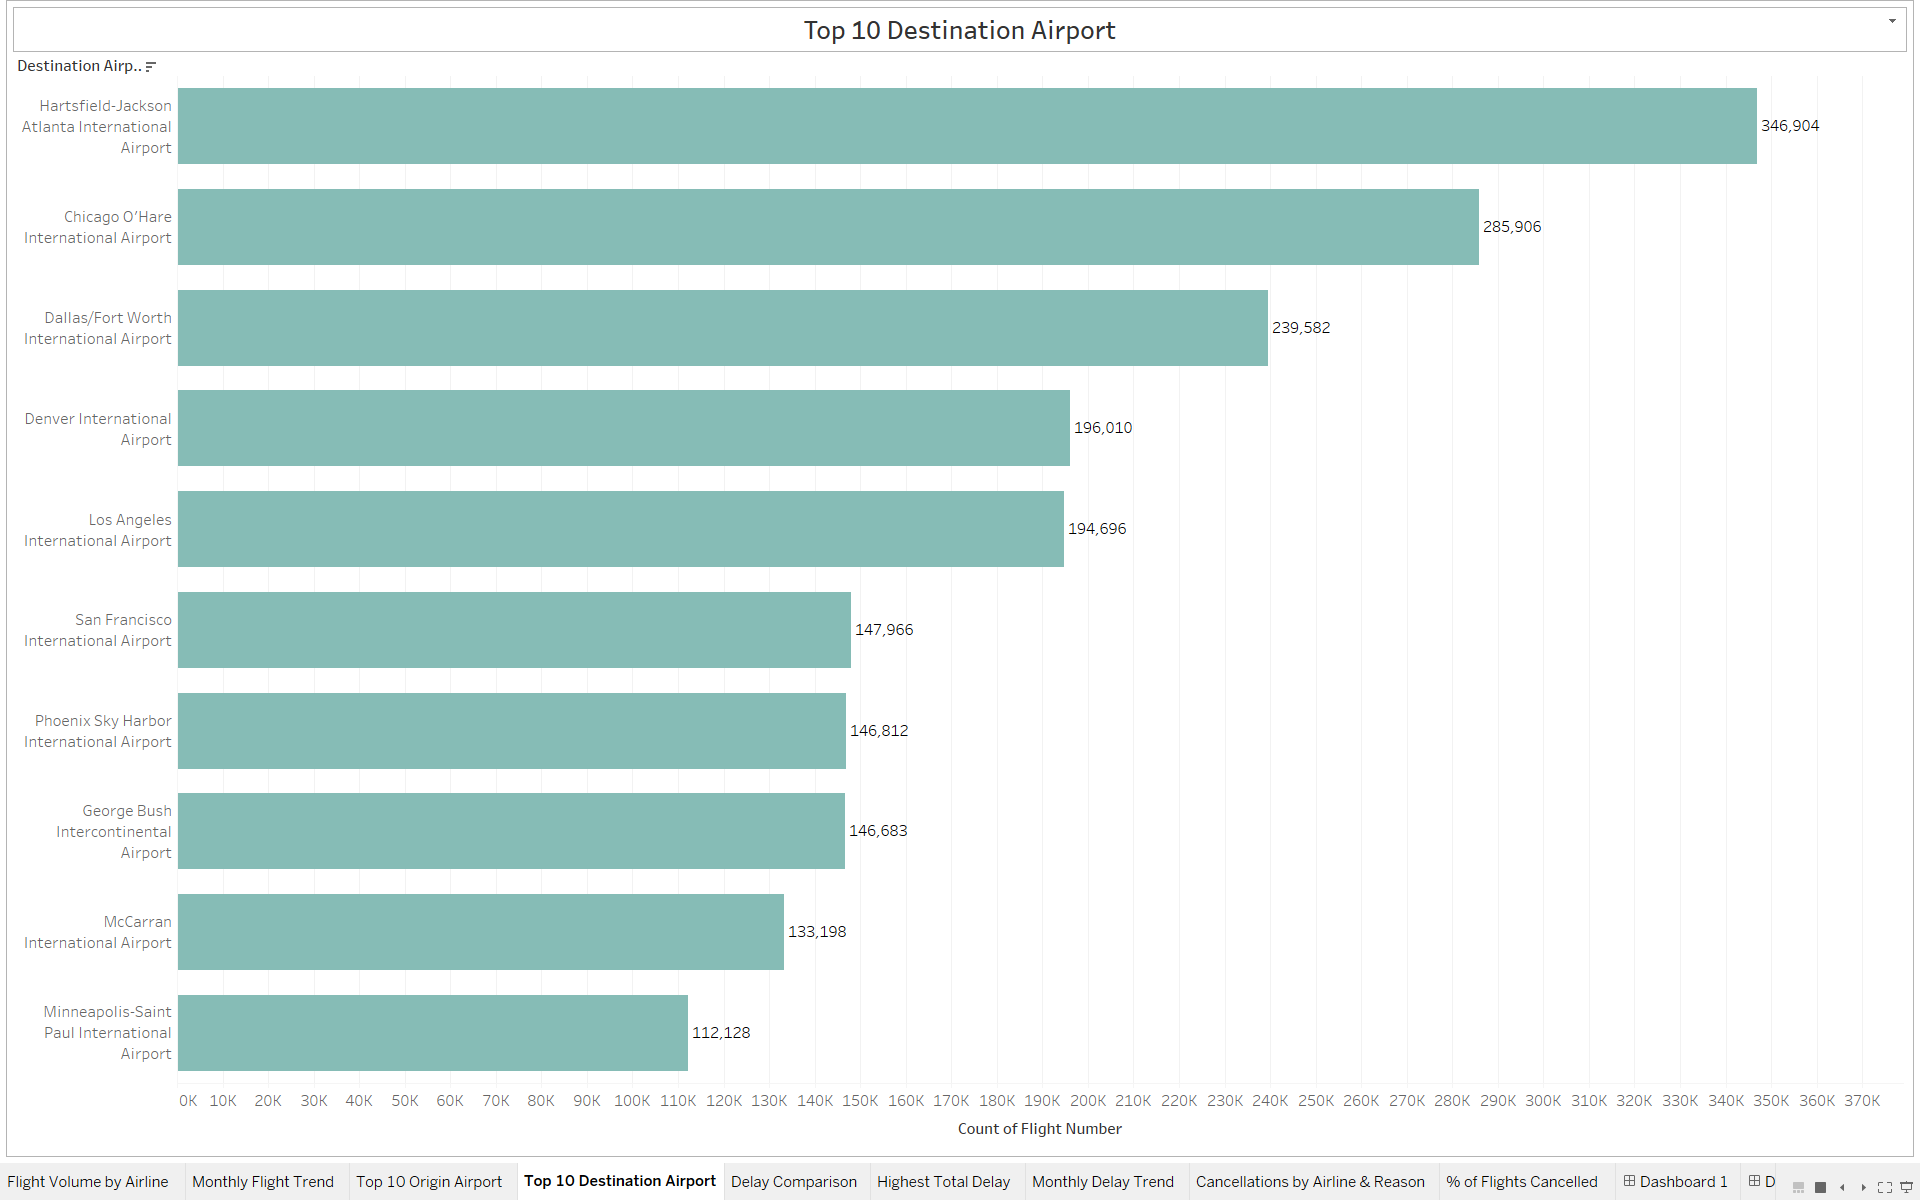 Top 10 Destination Airport
Destination Airp..
Hartsfield-Jackson
Atlanta International
Airport
346,904
Chicago O'Hare
International Airport
285,906
Dallas/Fort Worth
International Airport
239,582
Denver International
Airport
196,010
Los Angeles
International Airport
194,696
San Francisco
International Airport
147,966
Phoenix Sky Harbor
International Airport
146,812
George Bush
Intercontinental
Airport
146,683
McCarran
International Airport
133,198
Minneapolis-Saint
Paul International
Airport
112,128
0K 10K 20K 30K 40K 50K 60K 70K 80K 90K 100K 110K 120K 130K 140K 150K 160K 170K 180K 190K 200K 210K 220K 230K 240K 250K 260K 270K 280K 290K 300K 310K 320K 330K 340K 350K 360K 370K
Count of Flight Number
Flight Volume by Airline Monthly Flight Trend Top 10 Origin Airport Top 10 Destination Airport Delay Comparison Highest Total Delay Monthly Delay Trend Cancellations by Airline & Reason % of Flights Cancelled Dashboard 1 D